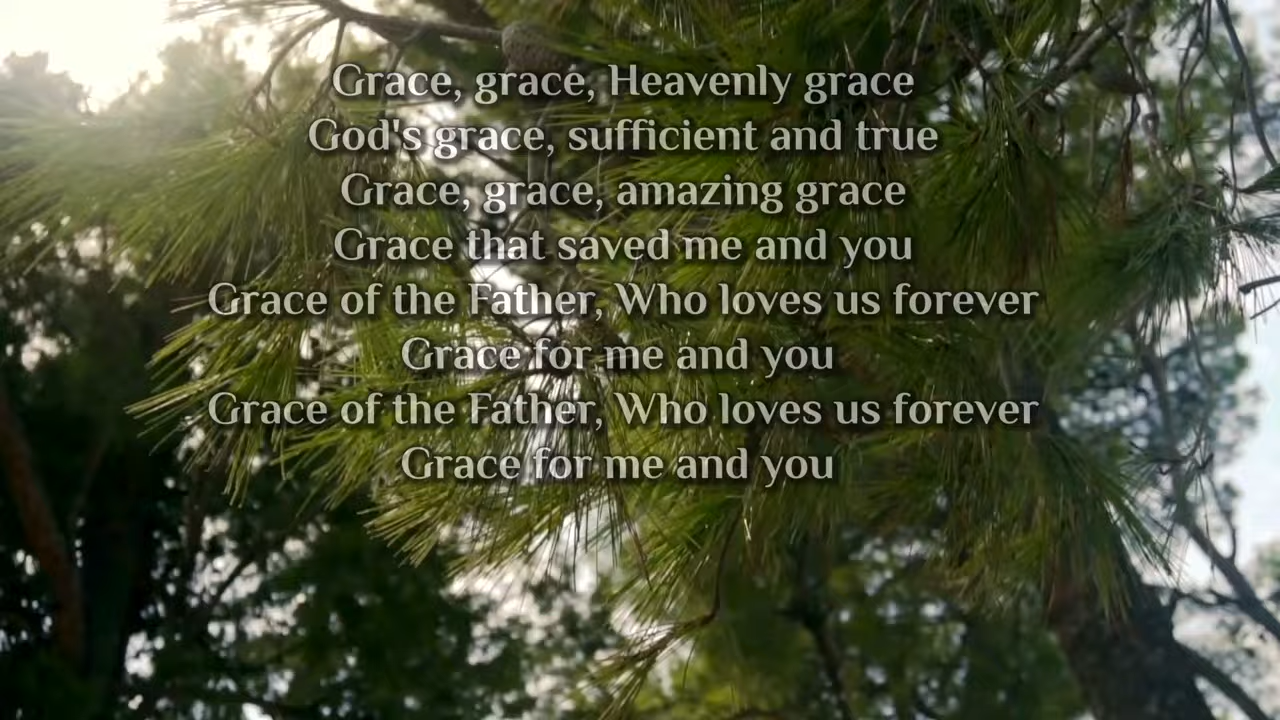 Grace, grace, Heavenly grace
God's grace, sufficient and true
Grace, grace, amazing grace
Grace that saved me and you
Grace of the Father, Who loves us forever
Grace for me and you
Grace of the Father, Who loves us forever
Grace for me and you